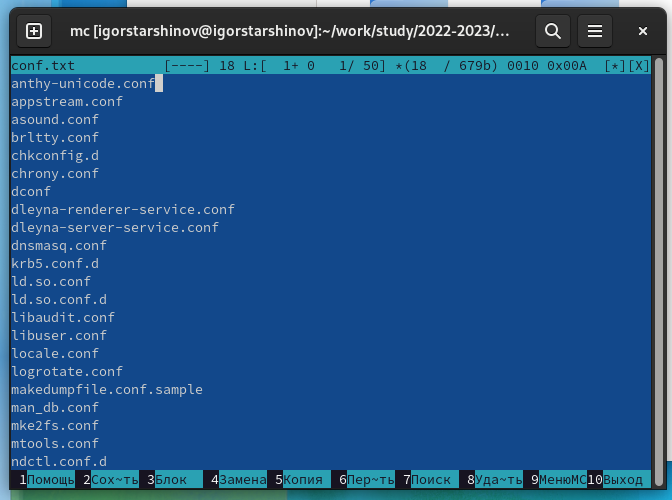 mc [igorstarshinov@igorstarshinov]:~/work/study/2022-2023/...
conf.txt [----] 18 L:[ 1+ 0 1/ 50] *(18 / 679b) 0010 0x00A [*][X]
anthy-unicode.conf
appstream.conf
asound.conf
brltty.conf
chkconfig.d
chrony.conf
dconf
dleyna-renderer-service.conf
dleyna-server-service.conf
dnsmasq.conf
krb5.conf.d
ld.so.conf
ld.so.conf.d
libaudit.conf
libuser.conf
locale.conf
logrotate.conf
makedumpfile.conf.sample
man_db.conf
mke2fs.conf
mtools.conf
ndctl.conf.d
1Помощь 2Сох~ть 3Блок 4Замена 5Копия 6Пер~ть 7Поиск 8Уда~ть 9МенюMC 10Выход